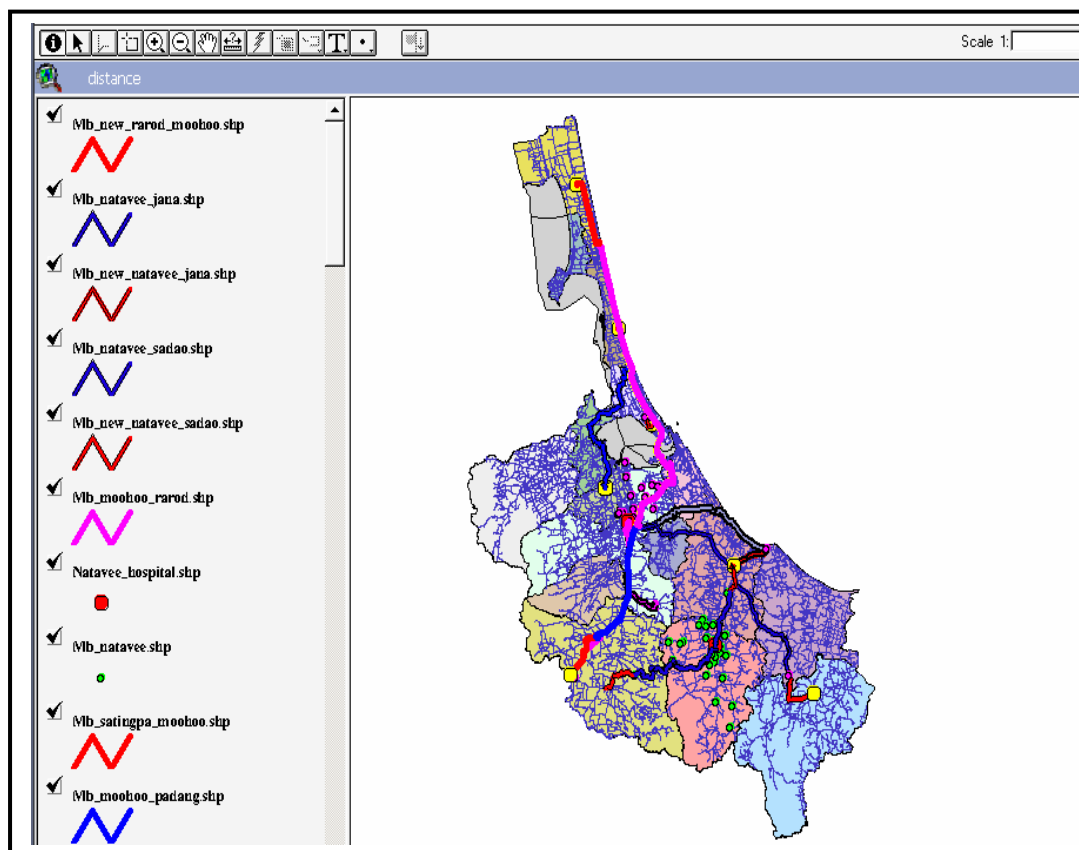 Scale 1:
distance
Mb_new_rarod_moohoo.shp
Mb_natavee_jana.shp
Mb_new_natavee_jana.shp
Mb_natavee_sadao.shp
Mb_new_natavee_sadao.shp
Mb_moohoo_rarod.shp
Natavee_hospital.shp
Mb_natavee.shp
Mb_satingpa_moohoo.shp
Mb_moohoo_padang.shp